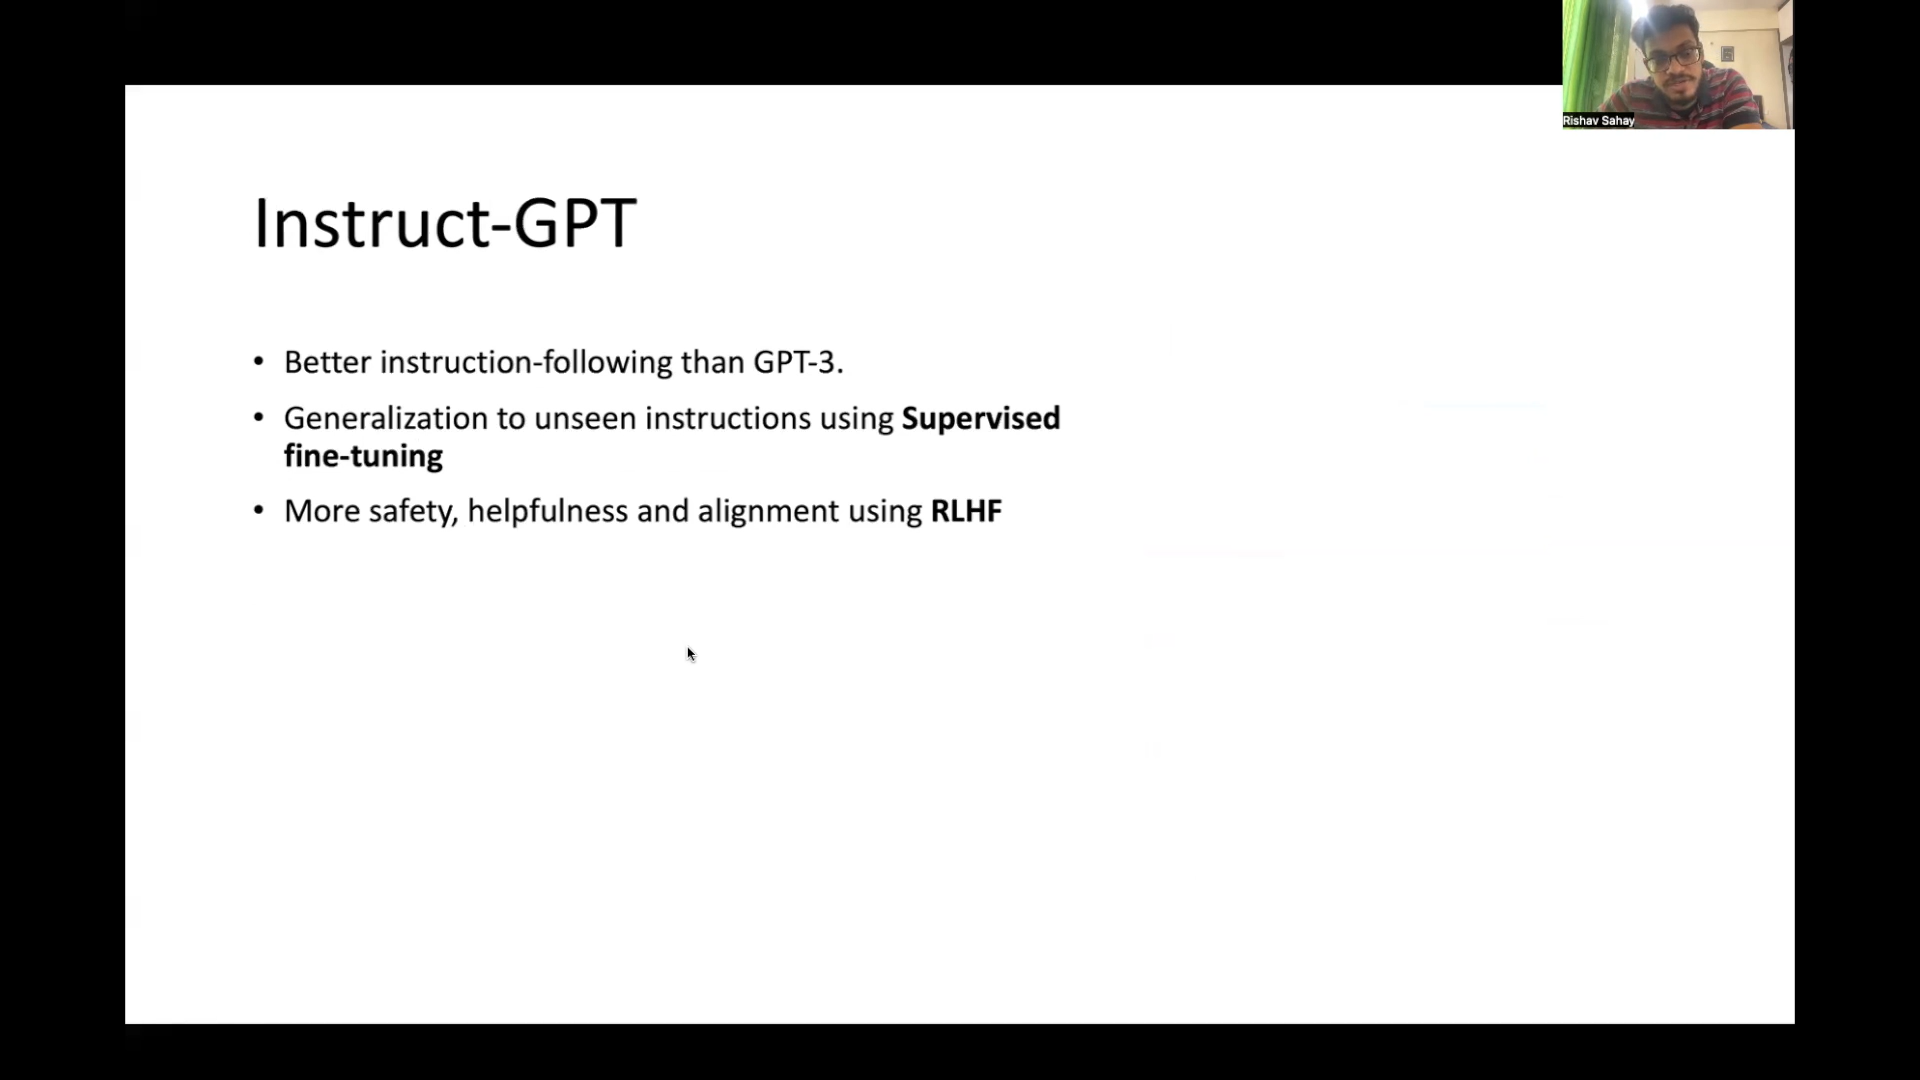 Rishav Sahay
Instruct-GPT
• Better instruction-following than GPT-3.
• Generalization to unseen instructions using Supervised
fine-tuning
• More safety, helpfulness and alignment using RLHF